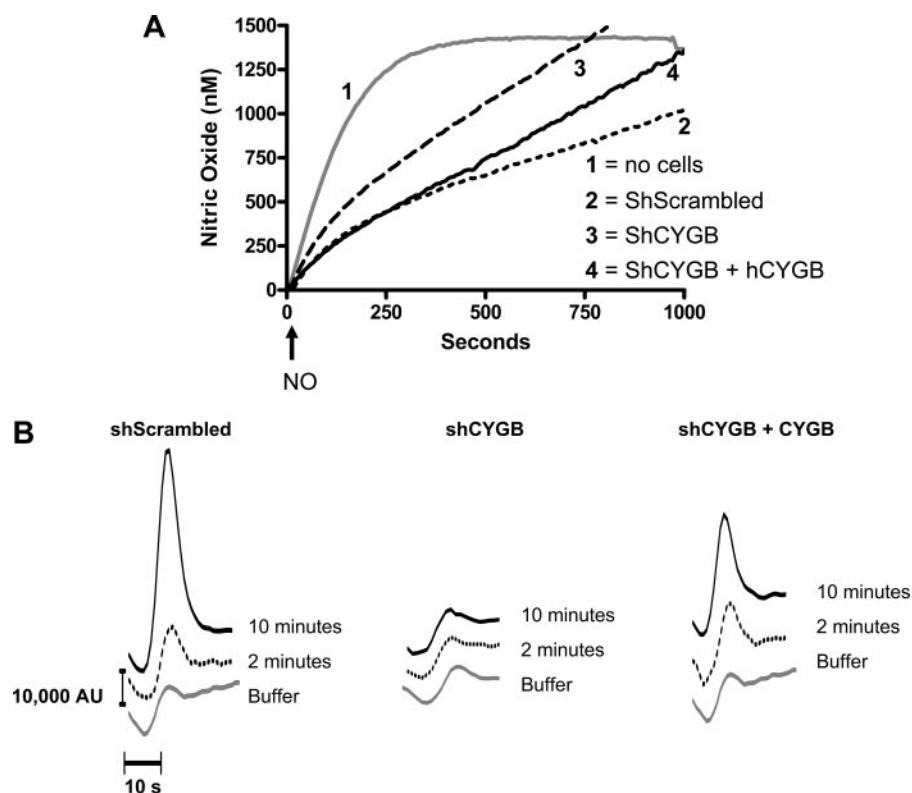 A
Nitric Oxide (nM)
1500
1250
1000
750
500
250
0
1
3
4
2
1 = no cells
2 = ShScrambled
3 = ShCYGB
4 = ShCYGB + hCYGB
0
250
500
750
1000
Seconds
NO
B
shScrambled
shCYGB
shCYGB + CYGB
10 minutes
2 minutes
Buffer
10 minutes
2 minutes
Buffer
10 minutes
2 minutes
Buffer
10,000 AU
10 s